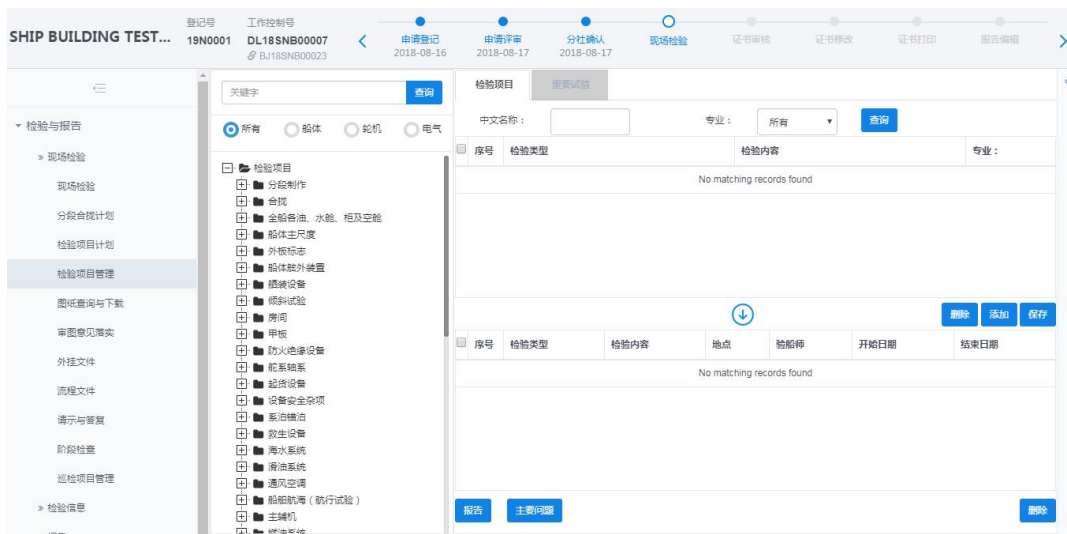 SHIP BUILDING TEST...
登记号
19N0001
工作控制号
DL18SNB00007
BJ18SNB00023
申请登记
2018-08-16
申请评审
2018-08-17
分社确认
2018-08-17
现场检验
证书审核
证书修改
证书打印
报告编辑
检验与报告
» 现场检验
现场检验
分段合拢计划
检验项目计划
检验项目管理
图纸查询与下载
审图意见落实
外挂文件
流程文件
请示与答复
阶段检查
巡检项目管理
» 检验信息
关键字
查询
所有 船体 轮机 电气
检验项目
分段制作
合拢
全船各油、水舱、柜及空舱
船体主尺度
外板标志
船体舷外装置
舾装设备
倾斜试验
房间
甲板
防火绝缘设备
舵系轴系
起货设备
设备安全杂项
系泊锚泊
救生设备
海水系统
滑油系统
通风空调
船舶航海（航行试验）
主辅机
燃油系统
检验项目 重要试验
中文名称： 专业： 所有 查询
序号 检验类型 检验内容 专业：
No matching records found
删除 添加 保存
序号 检验类型 检验内容 地点 验船师 开始日期 结束日期
No matching records found
报告 主要问题 删除